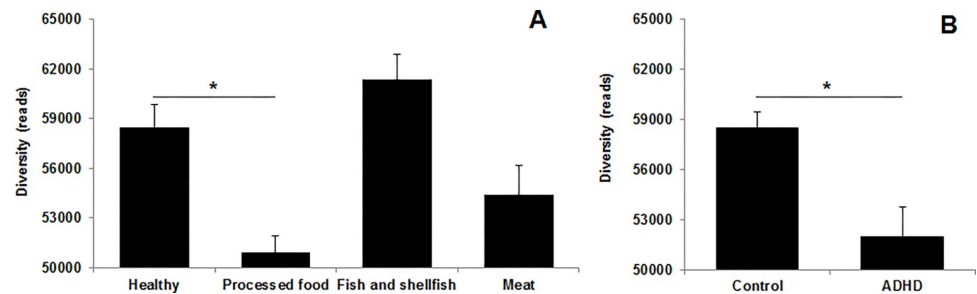 A
65000
62000
59000
56000
53000
50000
Diversity (reads)
*
Healthy
Processed food
Fish and shellfish
Meat
B
65000
62000
59000
56000
53000
50000
Diversity (reads)
*
Control
ADHD